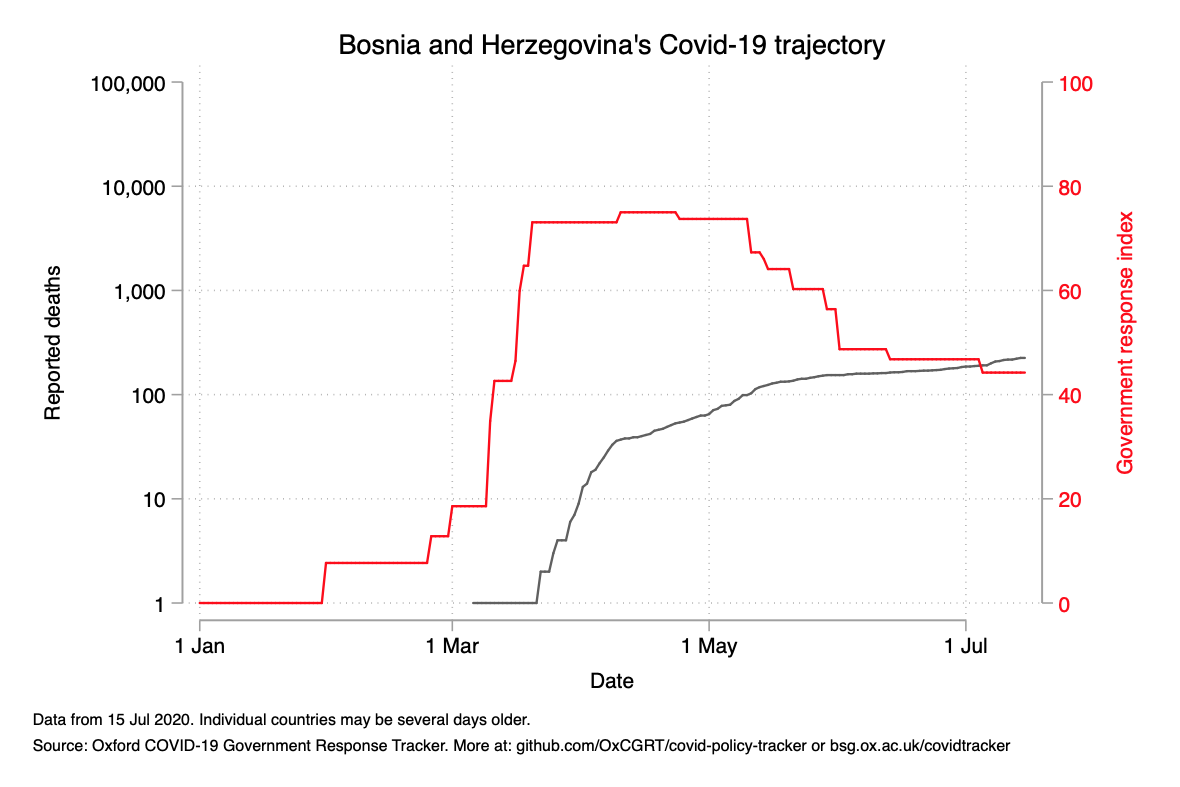 Bosnia and Herzegovina's Covid-19 trajectory
100,000
10,000
1,000
100
10
1
Reported deaths
100
80
60
40
20
0
Government response index
1 Jan
1 Mar
1 May
1 Jul
Date
Data from 15 Jul 2020. Individual countries may be several days older.
Source: Oxford COVID-19 Government Response Tracker. More at: github.com/OxCGRT/covid-policy-tracker or bsg.ox.ac.uk/covidtracker